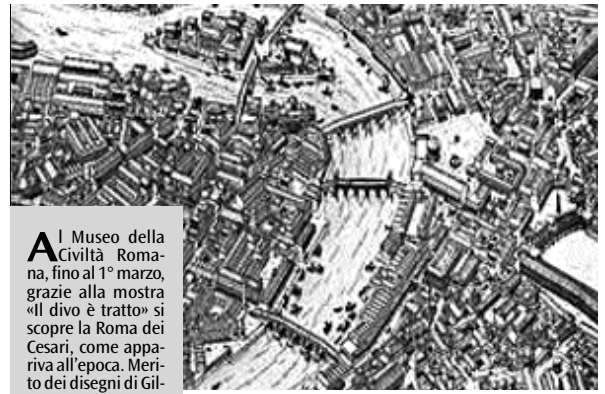 Al Museo della
Civiltà Roma-
na, fino al 1° marzo,
grazie alla mostra
«Il divo è tratto» si
scopre la Roma dei
Cesari, come appa-
riva all'epoca. Meri-
to dei disegni di Gil-